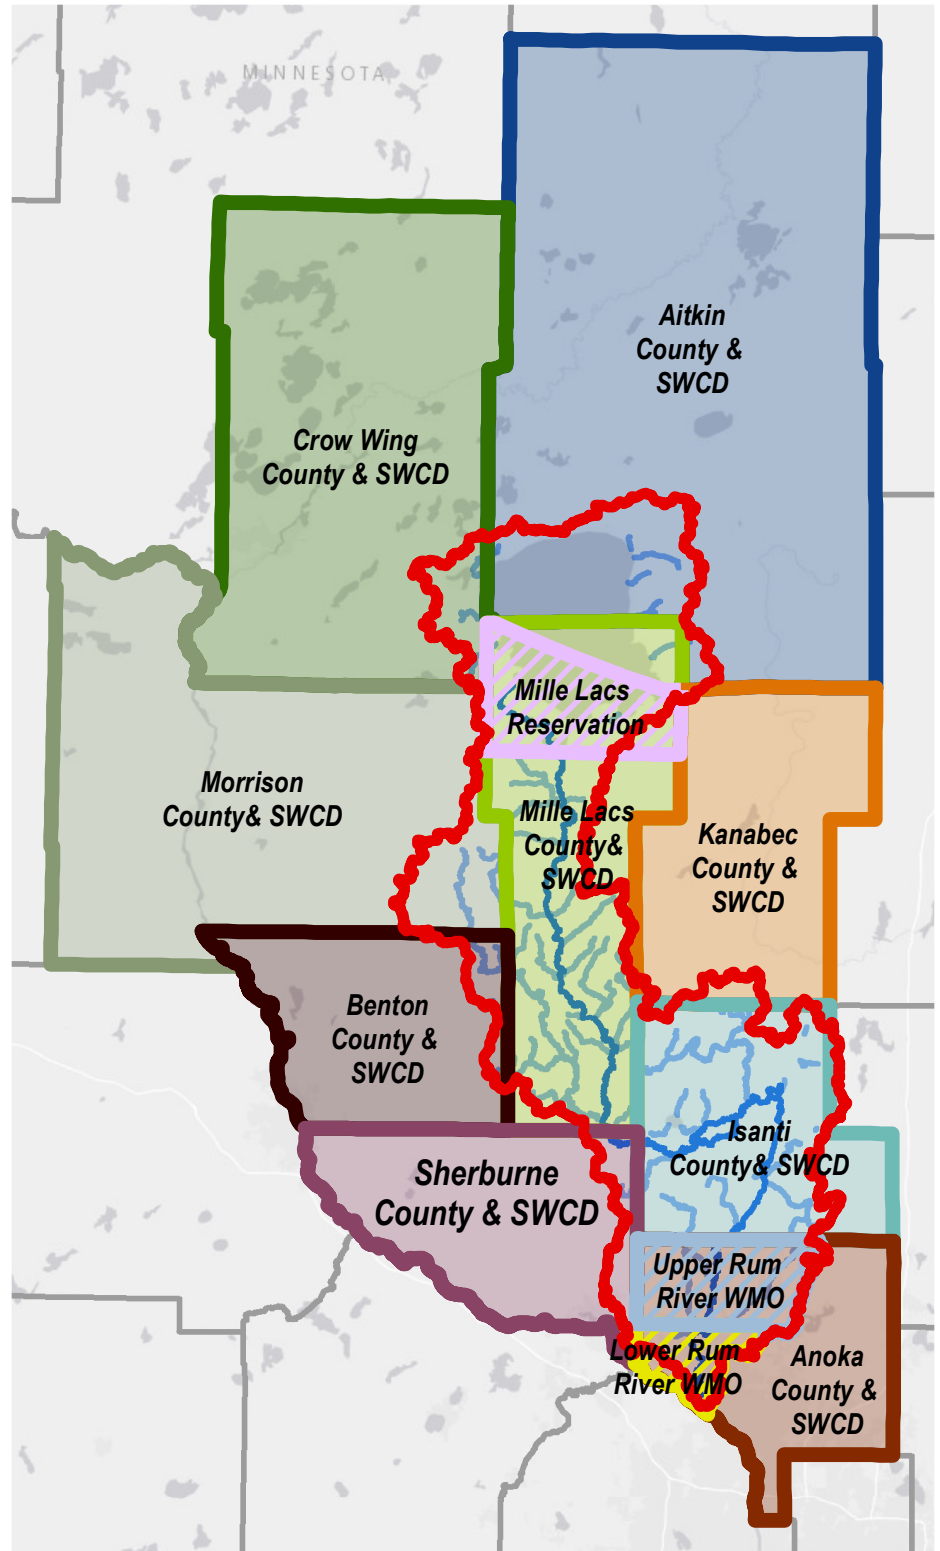 MINNESOTA
Aitkin
County &
SWCD
Crow Wing
County & SWCD
Mille Lacs
Reservation
Morrison
County& SWCD
Mille Lacs
County&
SWCD
Kanabec
County &
SWCD
Benton
County &
SWCD
Isanti
County& SWCD
Sherburne
County & SWCD
Upper Rum
River WMO
Lower Rum
River WMO
Anoka
County &
SWCD